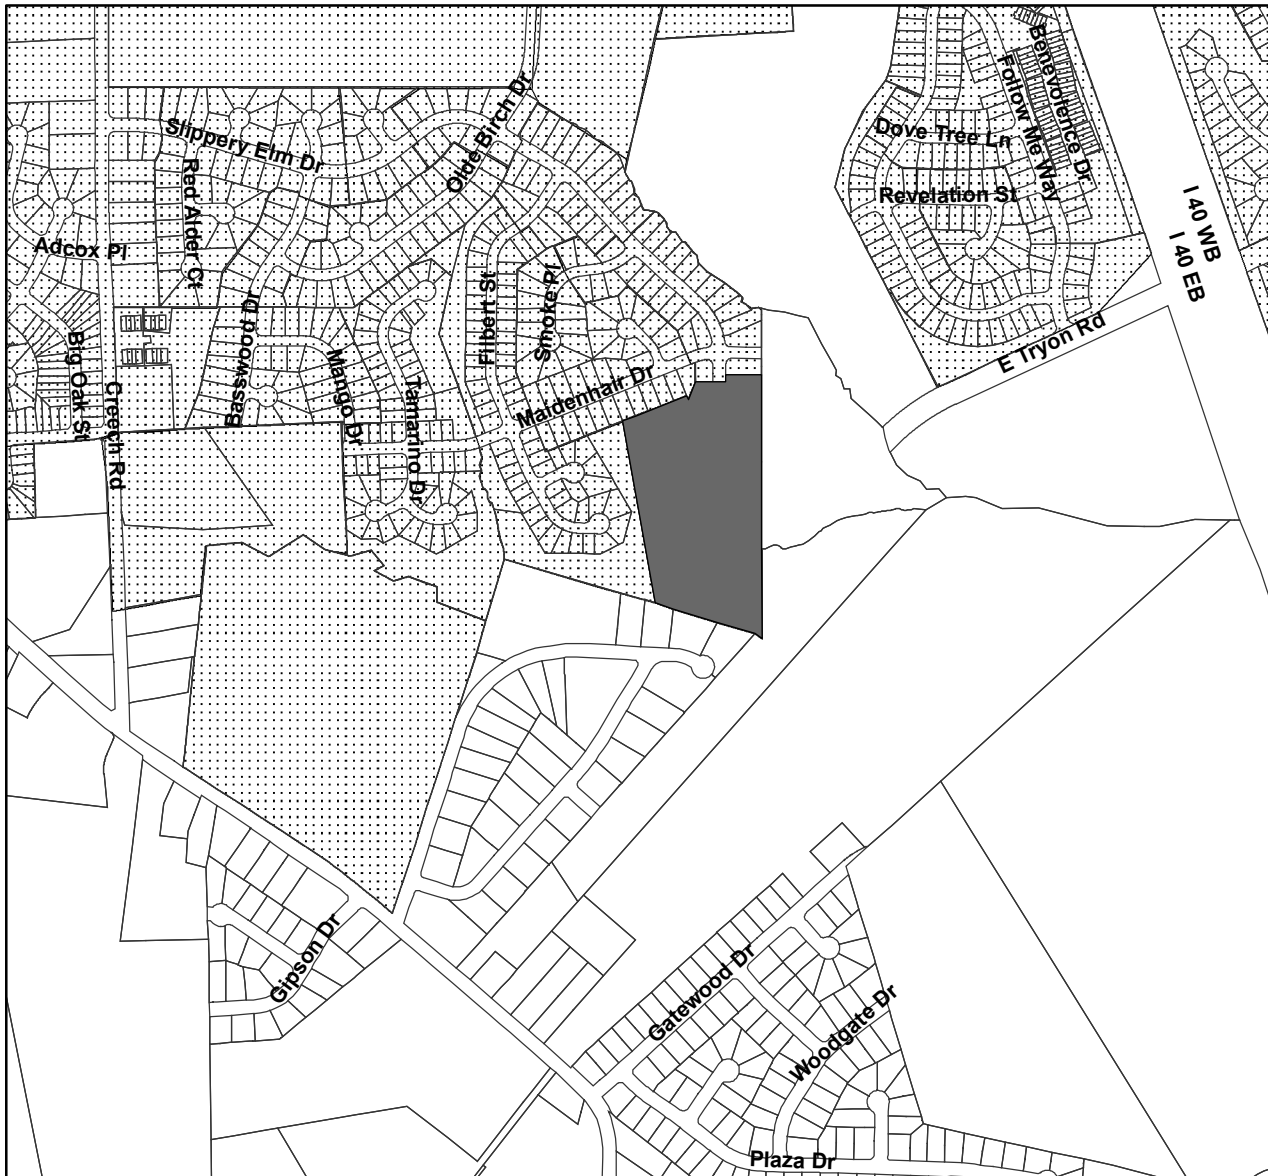 Benevolence Dr
Follow Me Way
Olde Birch Dr
Dove Tree Ln
Slippery Elm Dr
Red Alder Ct
Revelation St
I 40 WB
Adcox Pl
I 40 EB
Filbert St
Smoke Pl
Basswood Dr
E Tryon Rd
Big Oak St
Mango Dr
Maidenhair Dr
Creech Rd
Tamarino Dr
Gipson Dr
Gatewood Dr
Woodgate Dr
Plaza Dr